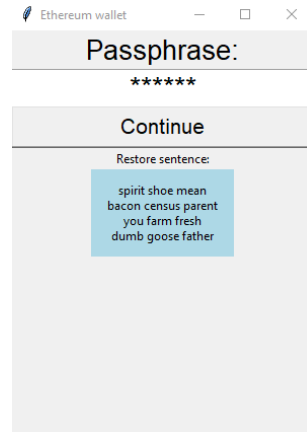 Ethereum wallet
Passphrase:
******
Continue
Restore sentence:
spirit shoe mean
bacon census parent
you farm fresh
dumb goose father